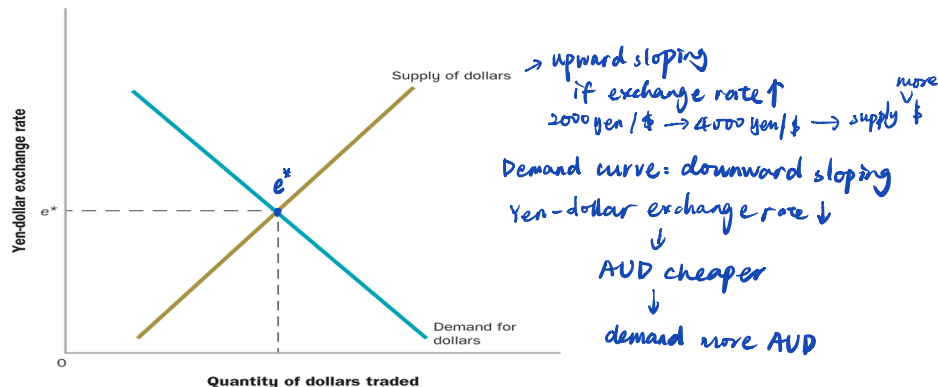 Yen-dollar exchange rate
Supply of dollars
→ upward sloping
if exchange rate ↑
more
2000 yen / $ → 4000 yen/$ → supply $
e*
e*
Demand curve: downward sloping
Yen-dollar exchange rate ↓
↓
AUD cheaper
↓
demand more AUD
Demand for
dollars
0
Quantity of dollars traded